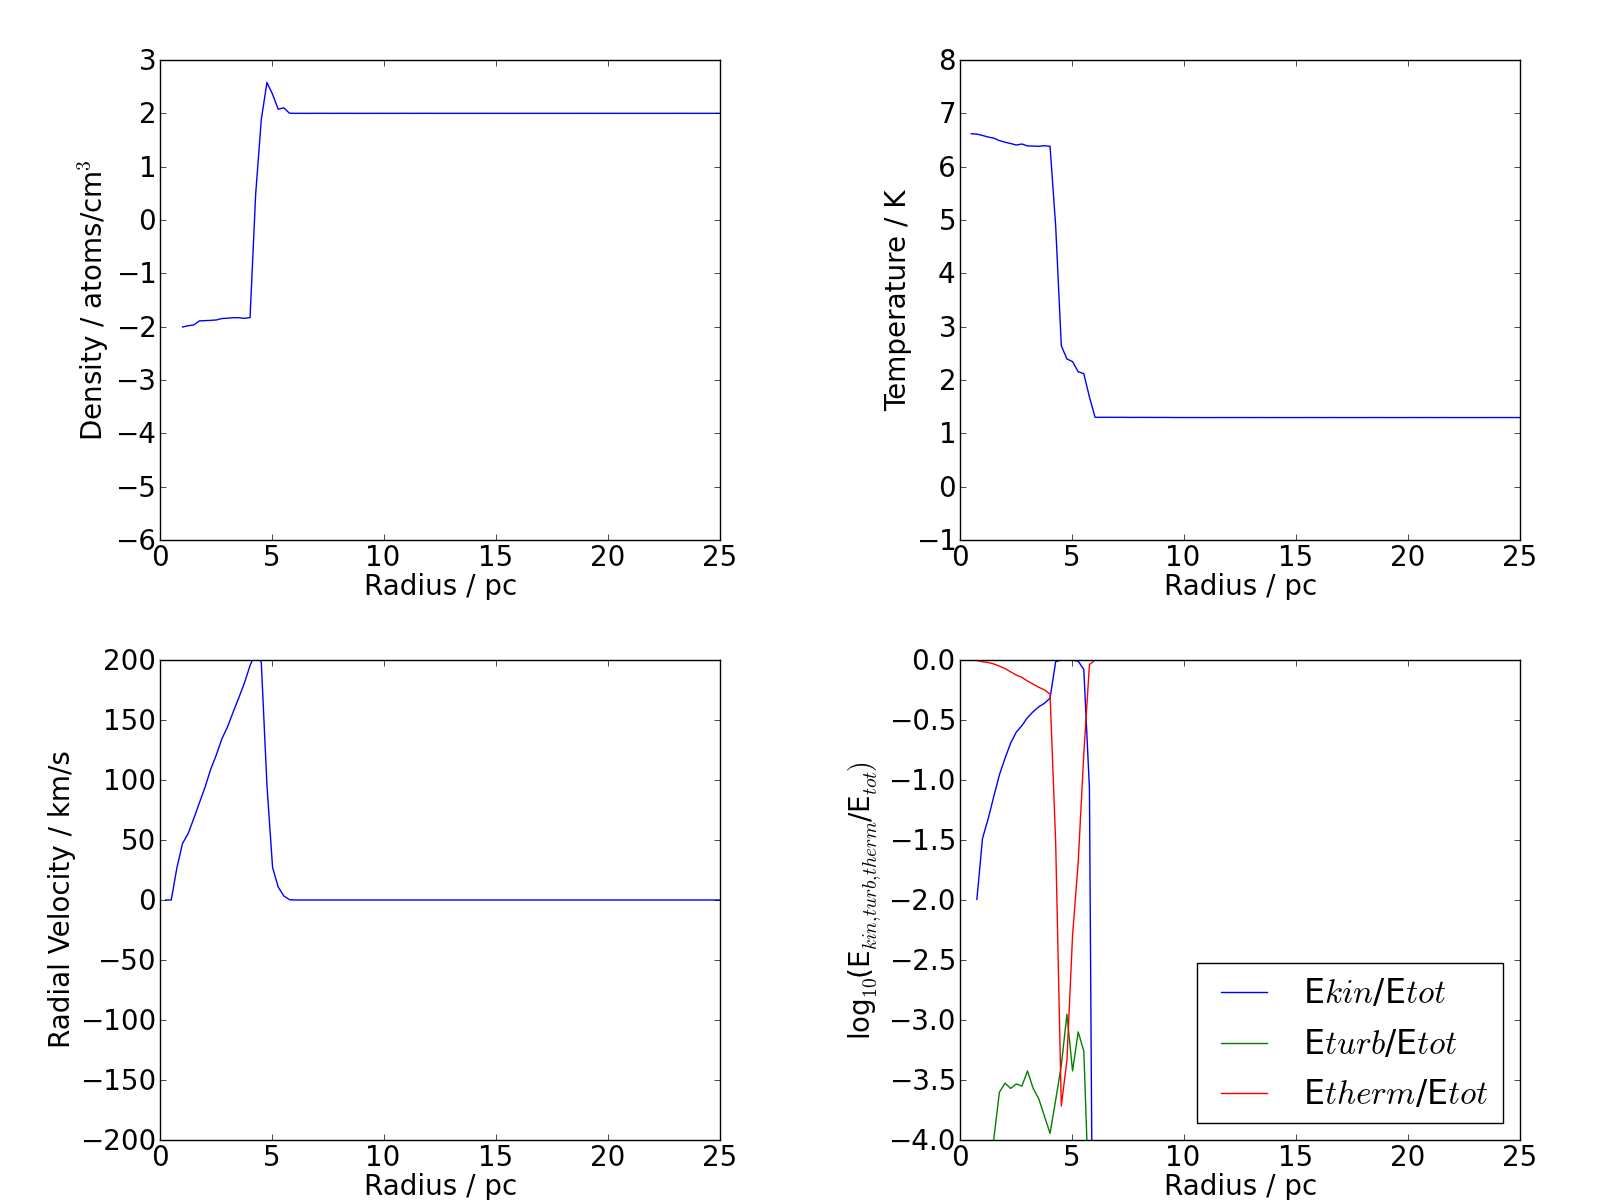 3
2
1
0
−1
−2
−3
−4
−5
−6
0 5 10 15 20 25
Radius / pc
Density / atoms/cm³
8
7
6
5
4
3
2
1
0
−1
0 5 10 15 20 25
Radius / pc
Temperature / K
200
150
100
50
0
−50
−100
−150
−200
0 5 10 15 20 25
Radius / pc
Radial Velocity / km/s
0.0
−0.5
−1.0
−1.5
−2.0
−2.5
−3.0
−3.5
−4.0
0 5 10 15 20 25
Radius / pc
log10(Ekin,turb,therm/Etot)
Ekin/Etot
Eturb/Etot
Etherm/Etot